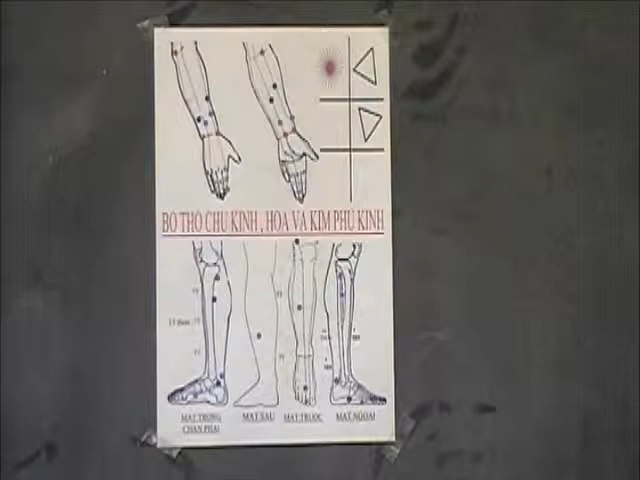 BO THO CHU KINH , HOA VA KIM PHU KINH
MAT TRONG
CHAN PHAI
MAT SAU
MAT TRUOC
MAT NGOAI